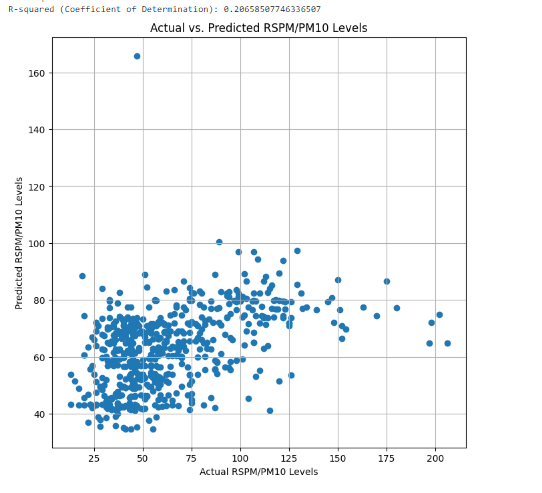 R-squared (Coefficient of Determination): 0.20658507746336507
Actual vs. Predicted RSPM/PM10 Levels
160
140
120
100
80
60
40
Predicted RSPM/PM10 Levels
25 50 75 100 125 150 175 200
Actual RSPM/PM10 Levels